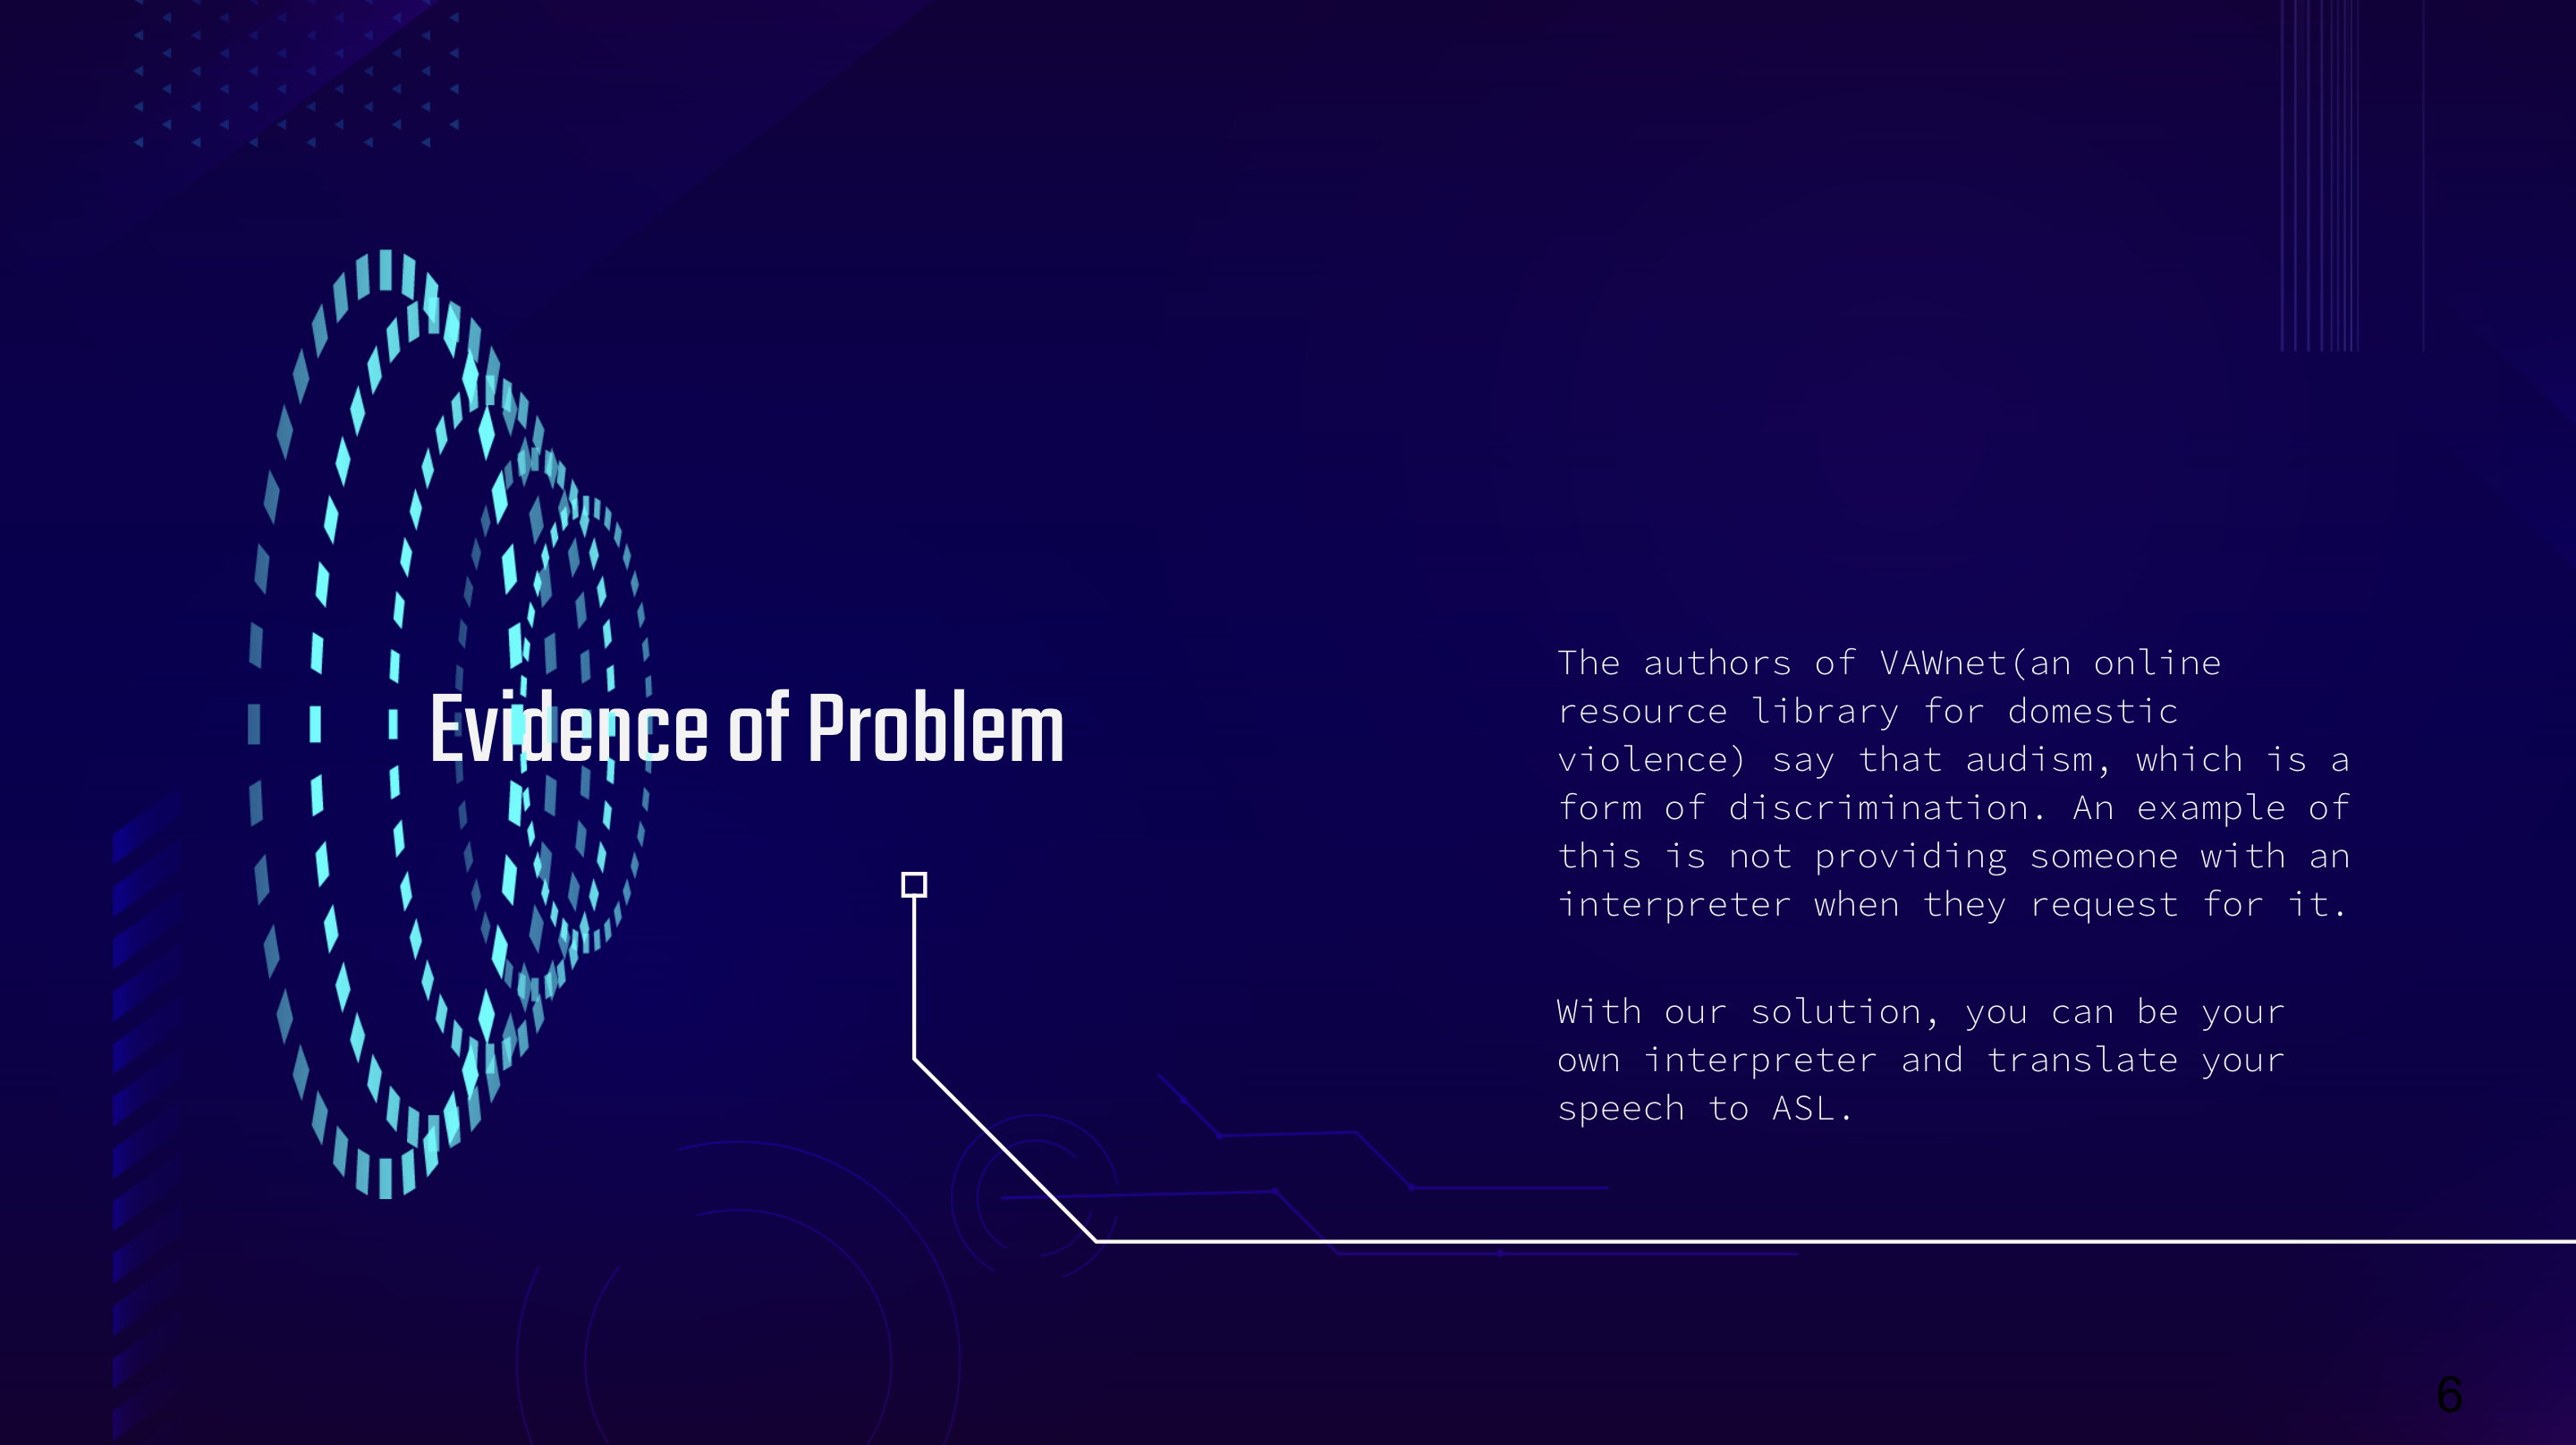 Evidence of Problem
The authors of VAWnet(an online
resource library for domestic
violence) say that audism, which is a
form of discrimination. An example of
this is not providing someone with an
interpreter when they request for it.
With our solution, you can be your
own interpreter and translate your
speech to ASL.
6